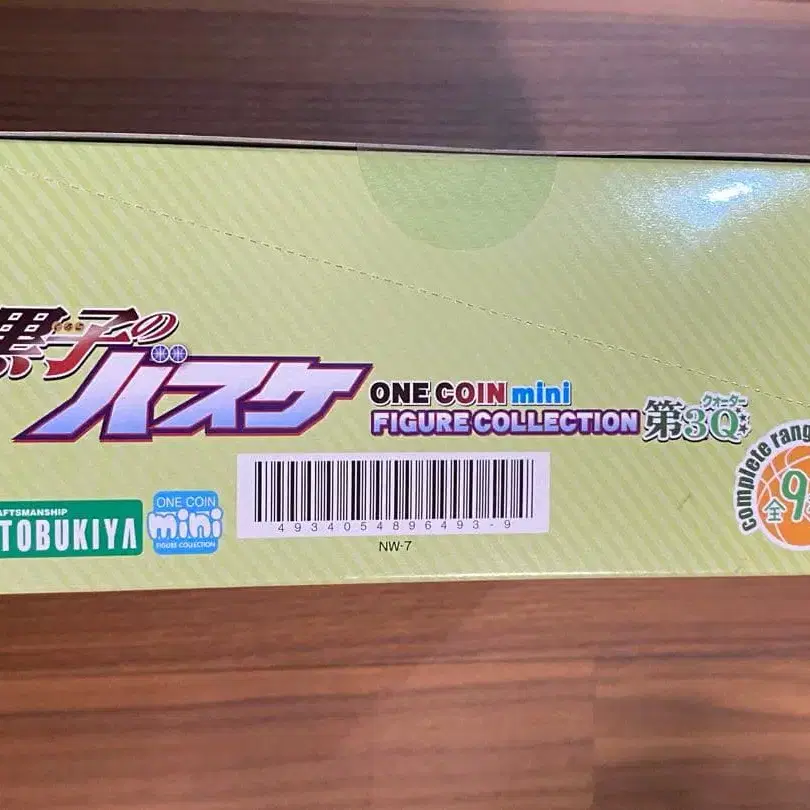 黒子の
バスケ
ONE COIN mini
FIGURE COLLECTION
第3Q
クォーター
complete rang
全9
AFTSMANSHIP
TOBUKIYA
ONE COIN
mini
FIGURE COLLECTION
4934054896493-9
NW-7